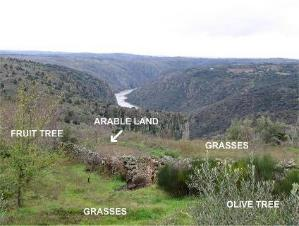 ARABLE LAND
FRUIT TREE
GRASSES
GRASSES
OLIVE TREE